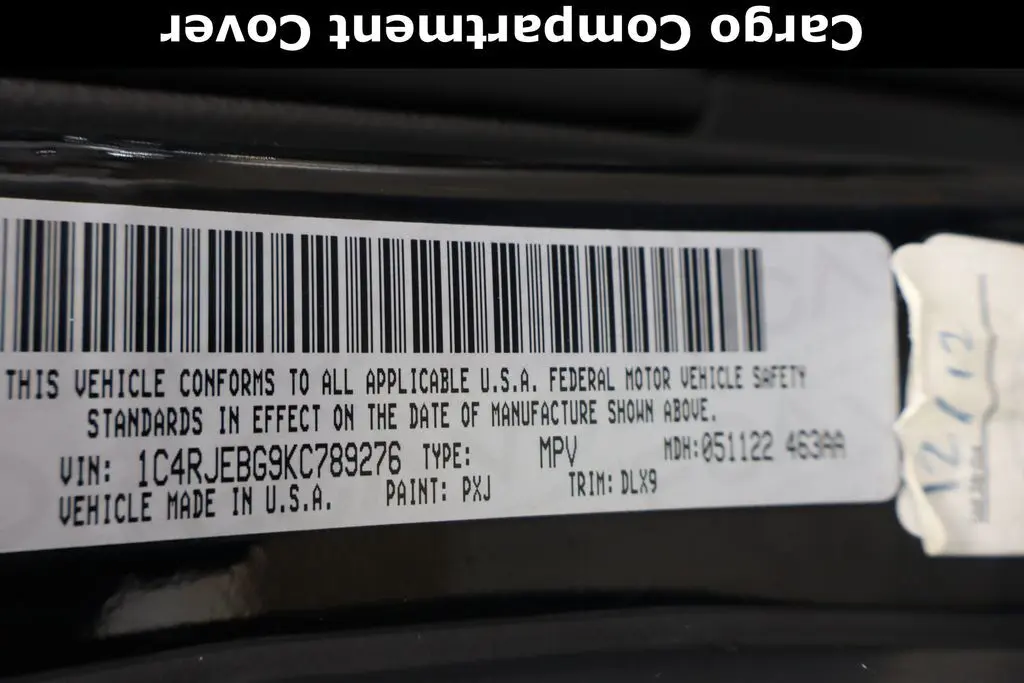 Cargo Compartment Cover
THIS VEHICLE CONFORMS TO ALL APPLICABLE U.S.A. FEDERAL MOTOR VEHICLE SAFETY
STANDARDS IN EFFECT ON THE DATE OF MANUFACTURE SHOWN ABOVE.
VIN: 1C4RJEBG9KC789276 TYPE: MPV MDH:051122 463AA
VEHICLE MADE IN U.S.A. PAINT: PXJ TRIM: DLX9